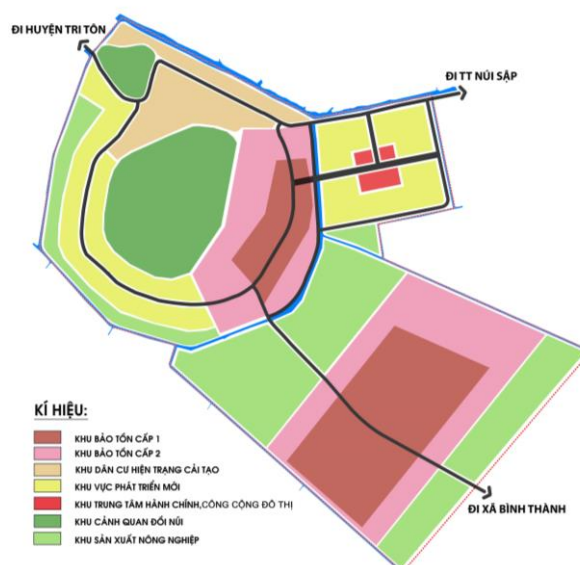 ĐI HUYỆN TRI TÔN
ĐI TT NÚI SẬP
KÍ HIỆU:
KHU BẢO TỒN CẤP 1
KHU BẢO TỒN CẤP 2
KHU DÂN CƯ HIỆN TRẠNG CẢI TẠO
KHU VỰC PHÁT TRIỂN MỚI
KHU TRUNG TÂM HÀNH CHÍNH,CÔNG CỘNG ĐÔ THỊ
KHU CẢNH QUAN ĐỒI NÚI
KHU SẢN XUẤT NÔNG NGHIỆP
ĐI XÃ BÌNH THÀNH